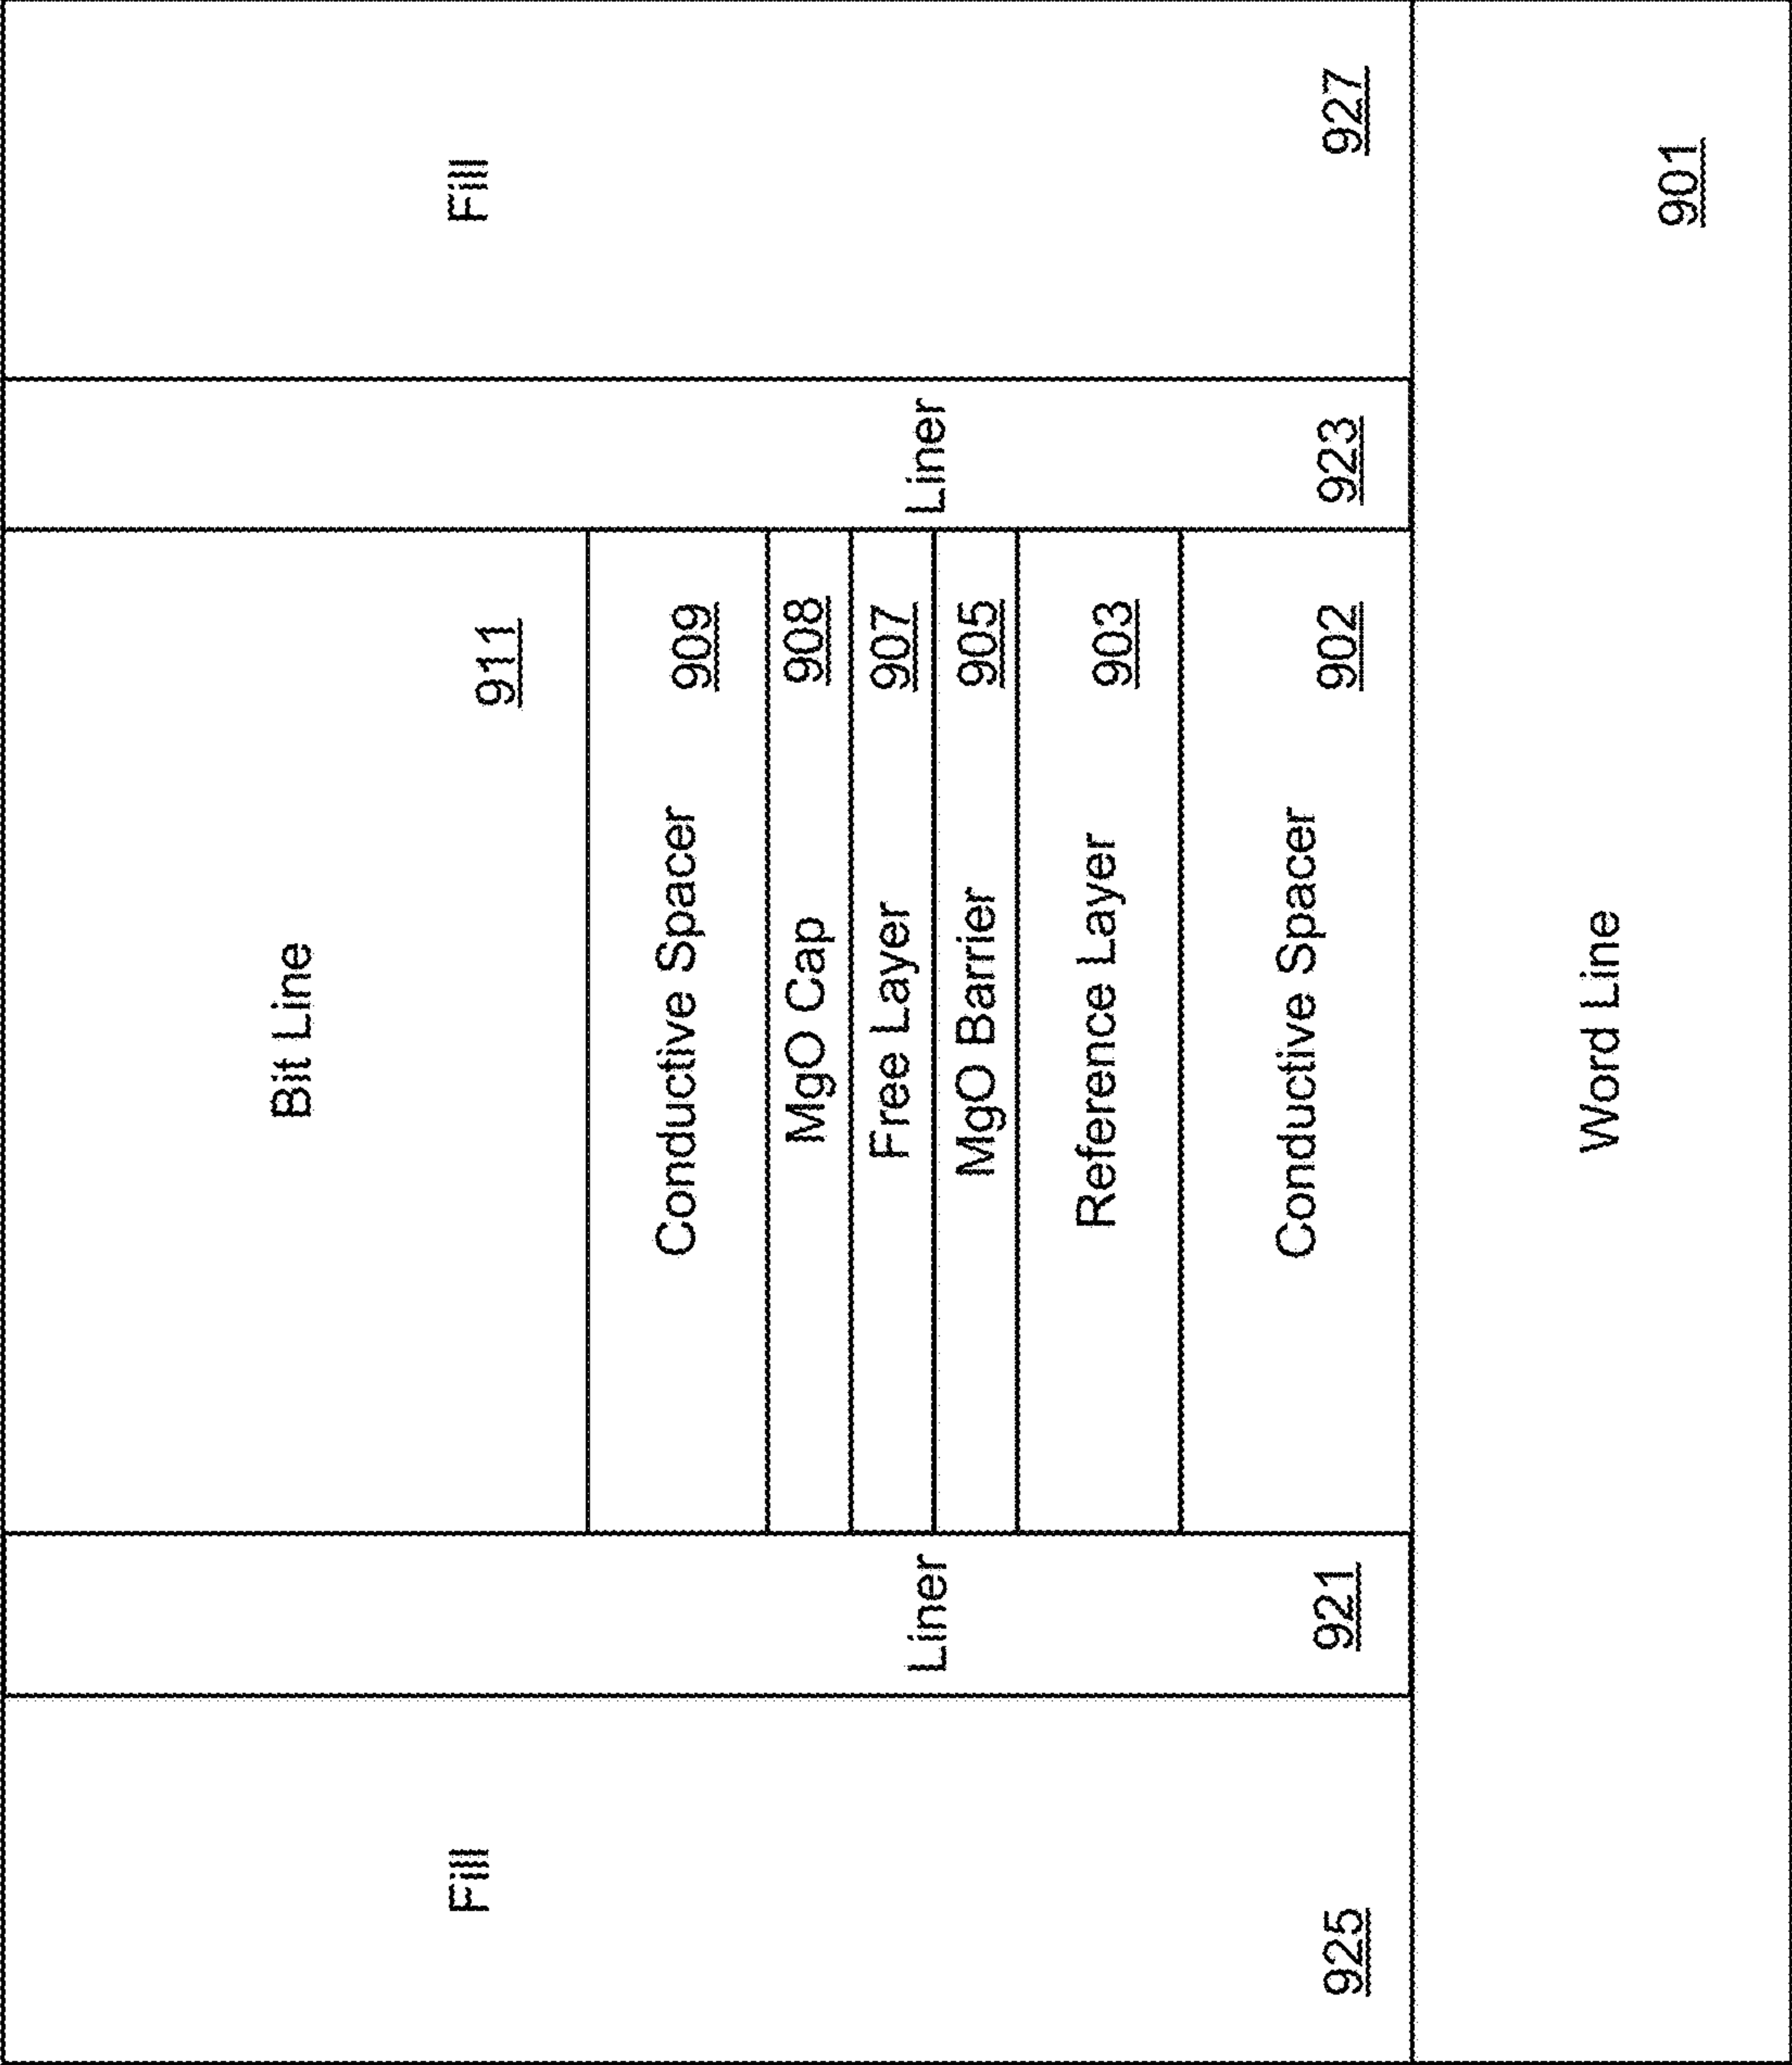 Bit Line
911
Fill
Fill
Conductive Spacer
909
MgO Cap
908
Free Layer
907
Liner
Liner
MgO Barrier
905
Reference Layer
903
Conductive Spacer
902
925
921
923
927
Word Line
901